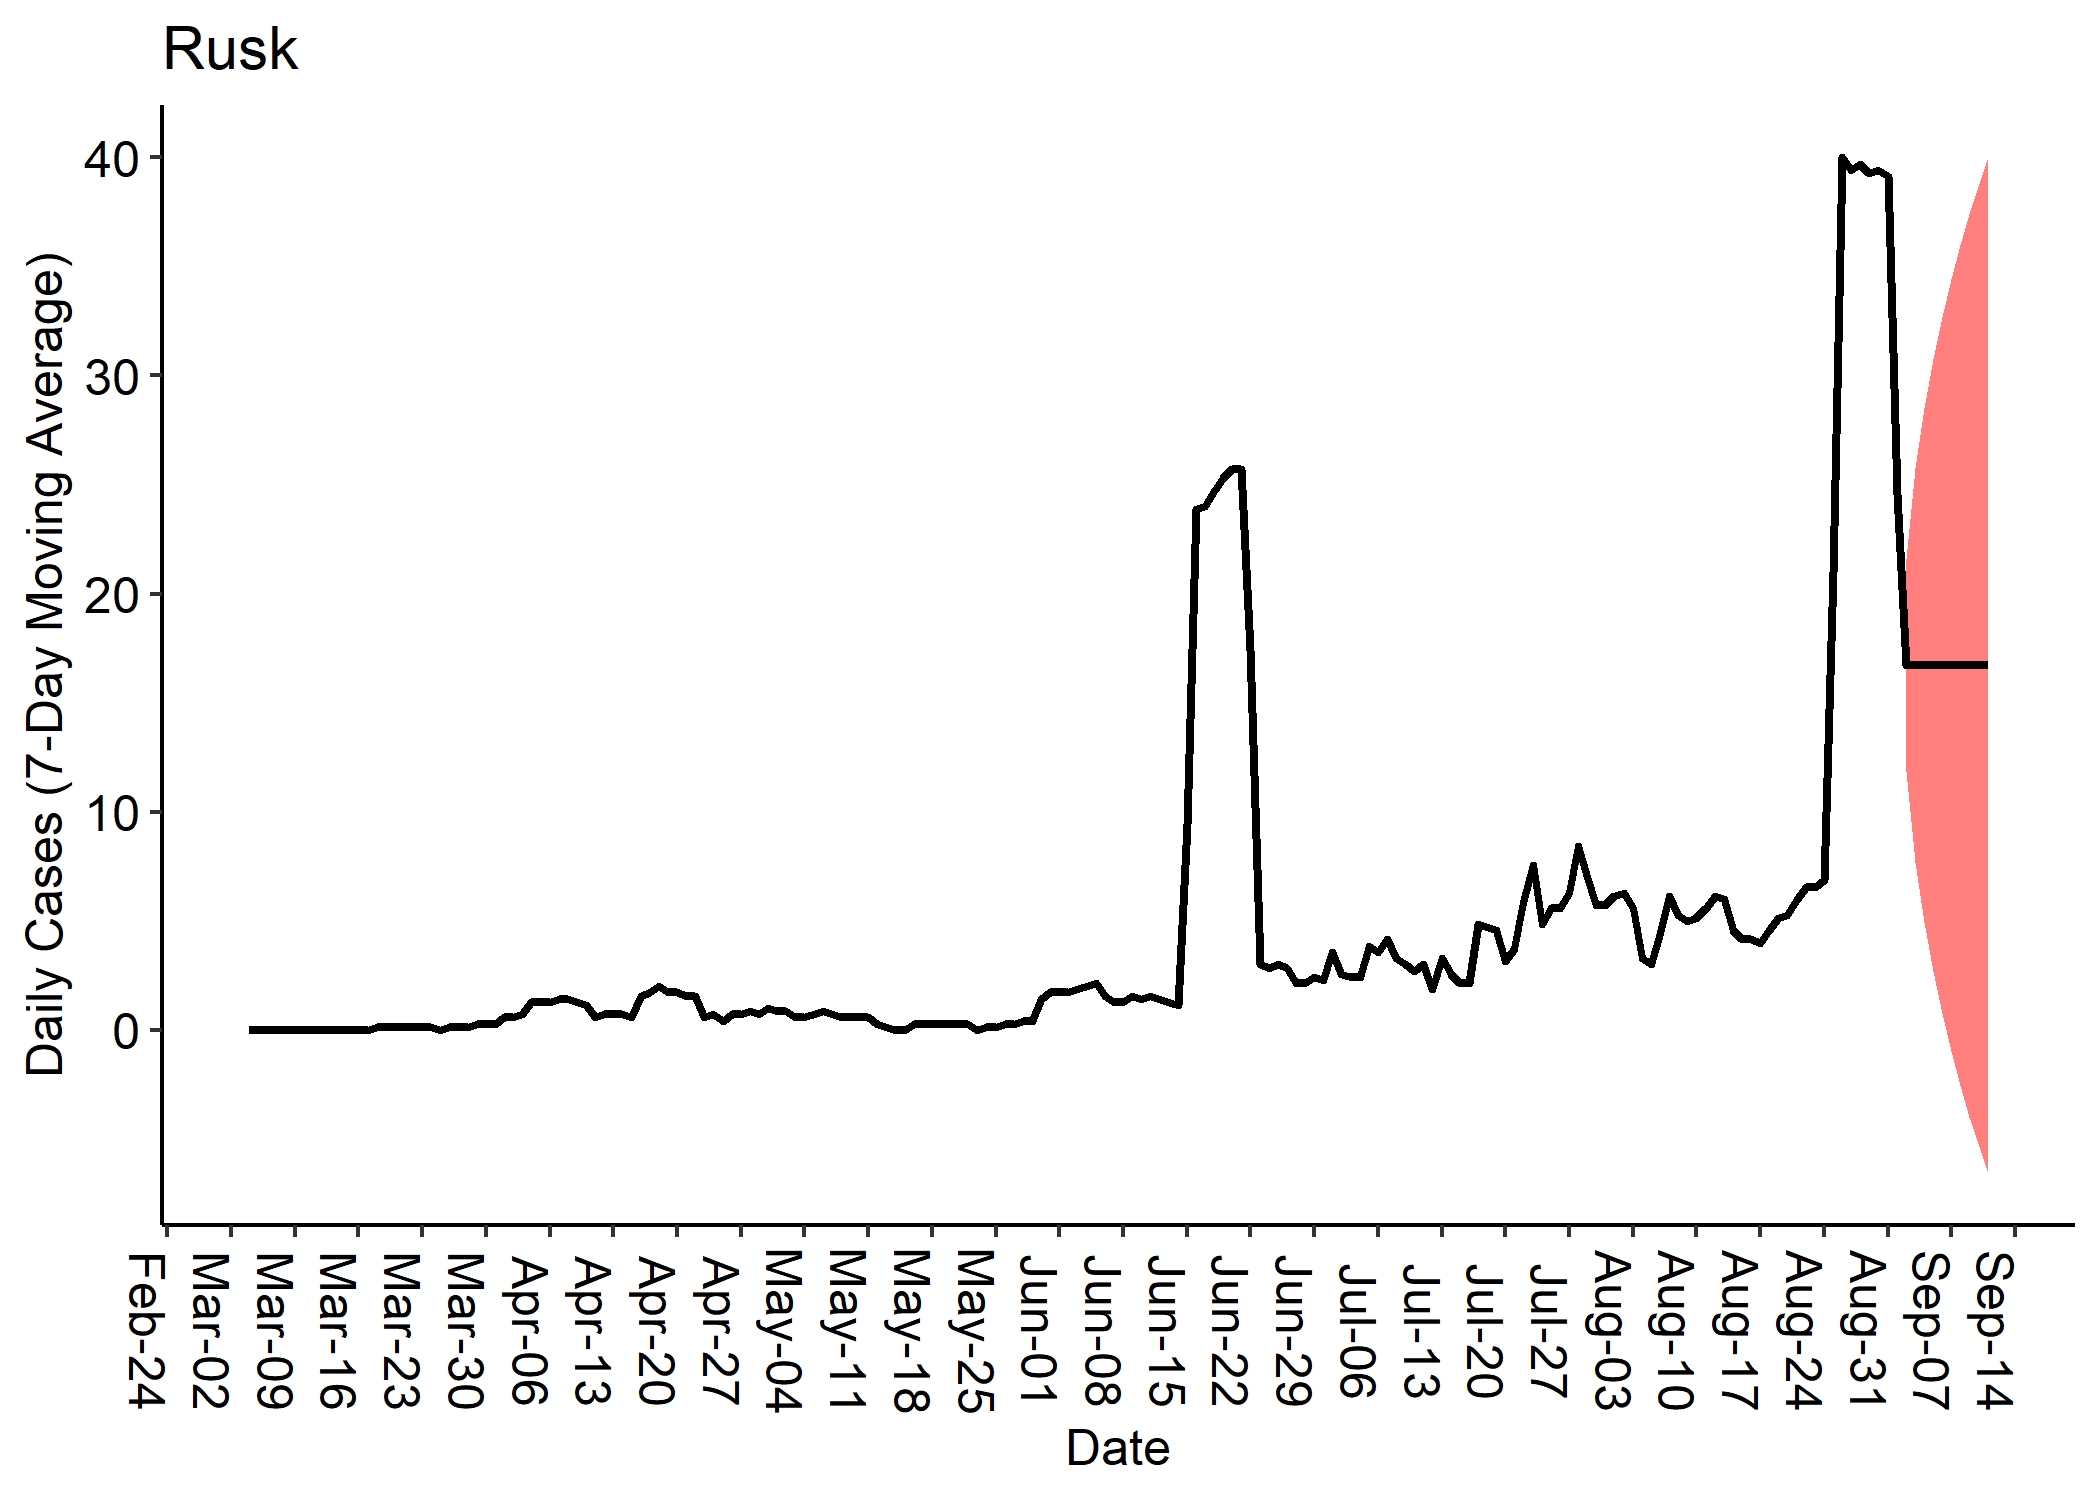 Rusk
Daily Cases (7-Day Moving Average)
40
30
20
10
0
Feb-24
Mar-02
Mar-09
Mar-16
Mar-23
Mar-30
Apr-06
Apr-13
Apr-20
Apr-27
May-04
May-11
May-18
May-25
Jun-01
Jun-08
Jun-15
Jun-22
Jun-29
Jul-06
Jul-13
Jul-20
Jul-27
Aug-03
Aug-10
Aug-17
Aug-24
Aug-31
Sep-07
Sep-14
Date